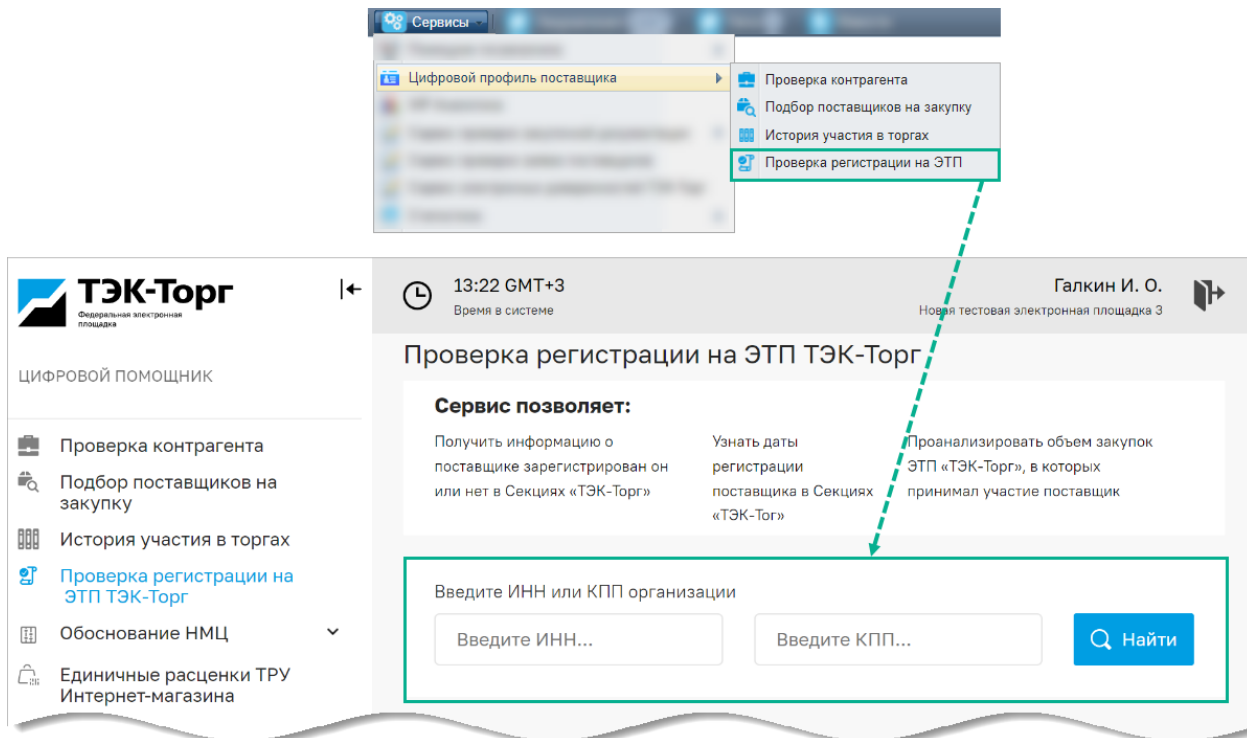 Сервисы
Цифровой профиль поставщика
Проверка контрагента
Подбор поставщиков на закупку
История участия в торгах
Проверка регистрации на ЭТП
ТЭК-Торг
Федеральная электронная
площадка
ЦИФРОВОЙ ПОМОЩНИК
Проверка контрагента
Подбор поставщиков на
закупку
История участия в торгах
Проверка регистрации на
ЭТП ТЭК-Торг
Обоснование НМЦ
Единичные расценки ТРУ
Интернет-магазина
13:22 GMT+3
Время в системе
Галкин И. О.
Новая тестовая электронная площадка 3
Проверка регистрации на ЭТП ТЭК-Торг
Сервис позволяет:
Получить информацию о
поставщике зарегистрирован он
или нет в Секциях «ТЭК-Торг»
Узнать даты
регистрации
поставщика в Секциях
«ТЭК-Тог»
Проанализировать объем закупок
ЭТП «ТЭК-Торг», в которых
принимал участие поставщик
Введите ИНН или КПП организации
Введите ИНН...
Введите КПП...
Найти